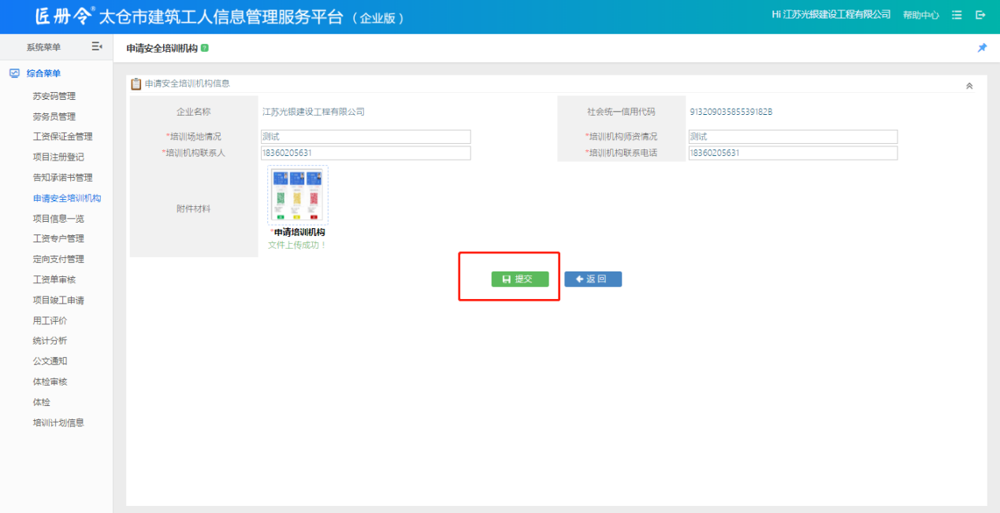 匠册令® 太仓市建筑工人信息管理服务平台（企业版）
Hi 江苏光银建设工程有限公司 帮助中心
系统菜单
申请安全培训机构 ?
综合菜单
苏安码管理
劳务员管理
工资保证金管理
项目注册登记
告知承诺书管理
申请安全培训机构
项目信息一览
工资专户管理
定向支付管理
工资单审核
项目竣工申请
用工评价
统计分析
公文通知
体检审核
体检
培训计划信息
申请安全培训机构信息
企业名称 江苏光银建设工程有限公司 社会统一信用代码 91320903585539182B
*培训场地情况 测试 *培训机构师资情况 测试
*培训机构联系人 18360205631 *培训机构联系电话 18360205631
附件材料
*申请培训机构
文件上传成功！
提交 返回